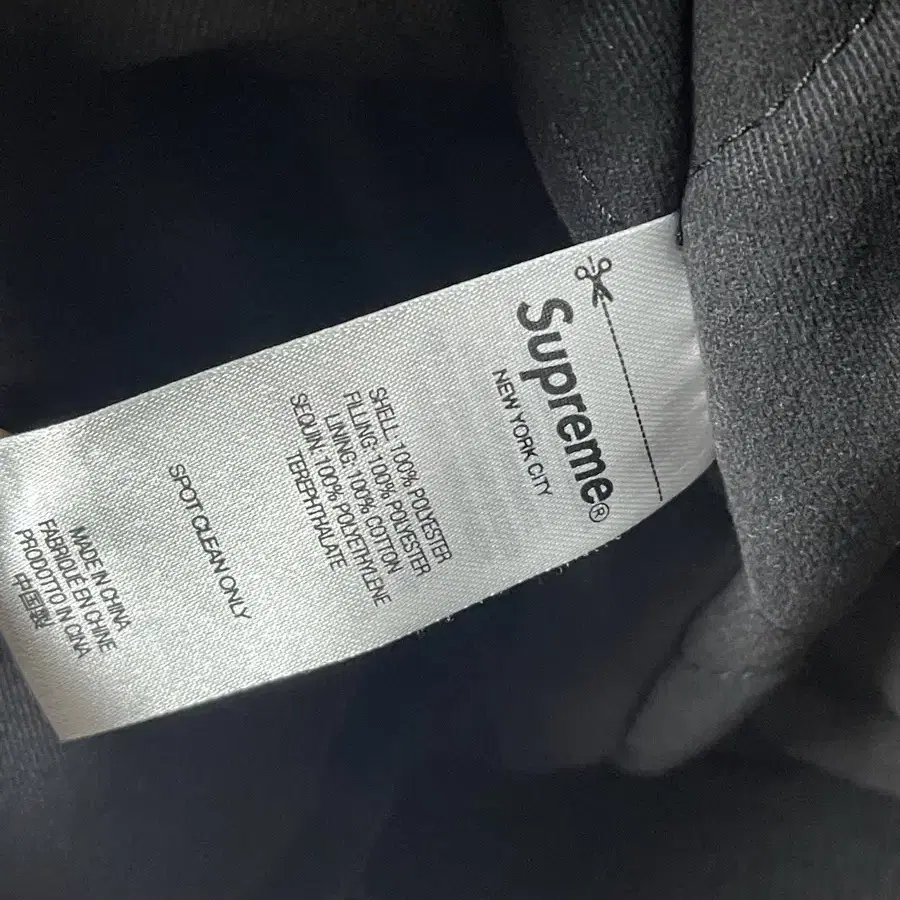 Supreme®
NEW YORK CITY
SHELL: 100% POLYESTER
FILLING: 100% POLYESTER
LINING: 100% COTTON
SEQUIN: 100% POLYETHYLENE
TEREPHTHALATE
SPOT CLEAN ONLY
MADE IN CHINA
FABRIQUÉ EN CHINE
PRODOTTO IN CINA
中国製